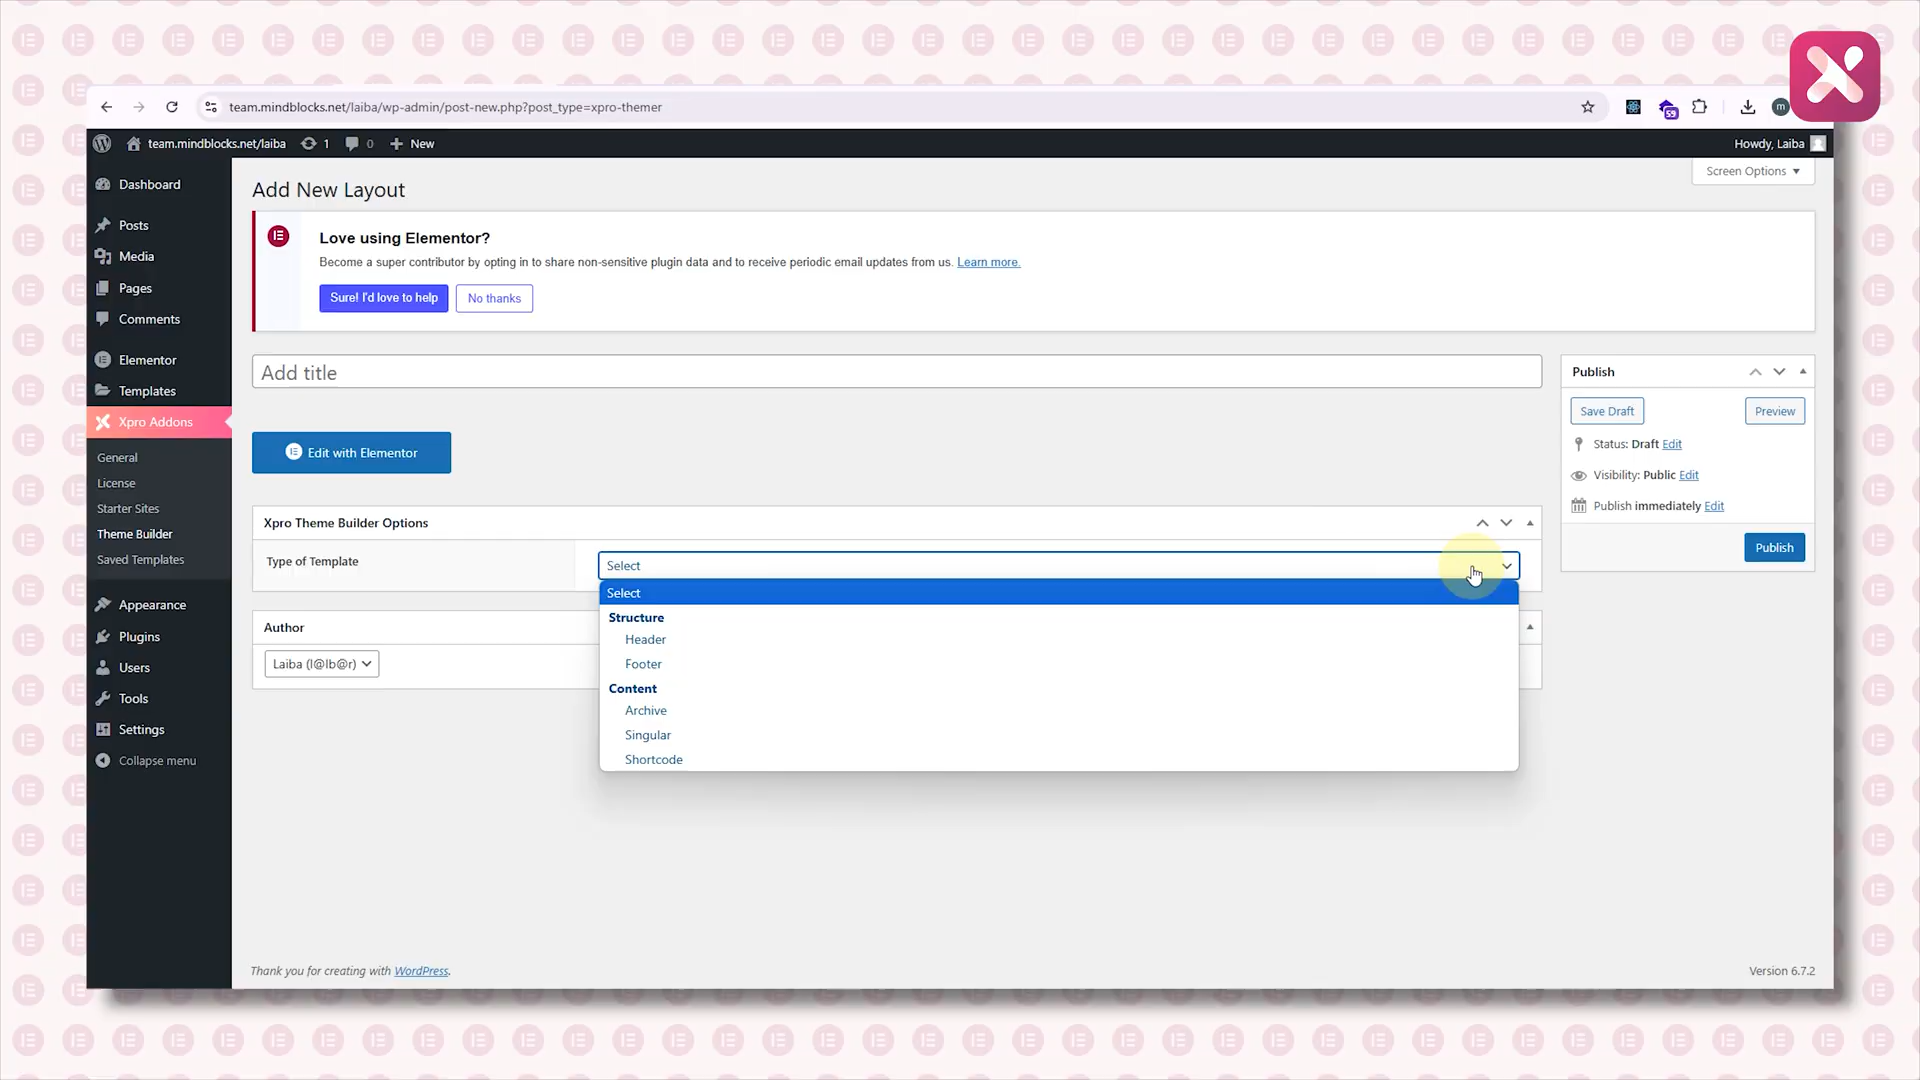 team.mindblocks.net/laiba/wp-admin/post-new.php?post_type=xpro-themer
59
m
team.mindblocks.net/laiba
1
0
New
Howdy, Laiba
Screen Options
Dashboard
Posts
Media
Pages
Comments
Elementor
Templates
Xpro Addons
General
License
Starter Sites
Theme Builder
Saved Templates
Appearance
Plugins
Users
Tools
Settings
Collapse menu
Add New Layout
Love using Elementor?
Become a super contributor by opting in to share non-sensitive plugin data and to receive periodic email updates from us. Learn more.
Sure! I'd love to help
No thanks
Add title
Edit with Elementor
Xpro Theme Builder Options
Type of Template
Select
Select
Structure
Header
Footer
Content
Archive
Singular
Shortcode
Author
Laiba (l@lb@r)
Publish
Save Draft
Preview
Status: Draft Edit
Visibility: Public Edit
Publish immediately Edit
Publish
Thank you for creating with WordPress.
Version 6.7.2